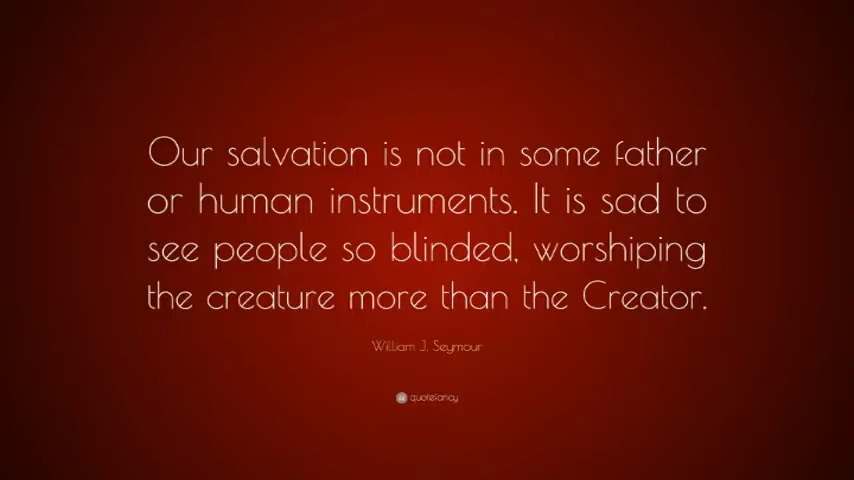 Our salvation is not in some father
or human instruments. It is sad to
see people so blinded, worshiping
the creature more than the Creator.
William J. Seymour
quotefancy